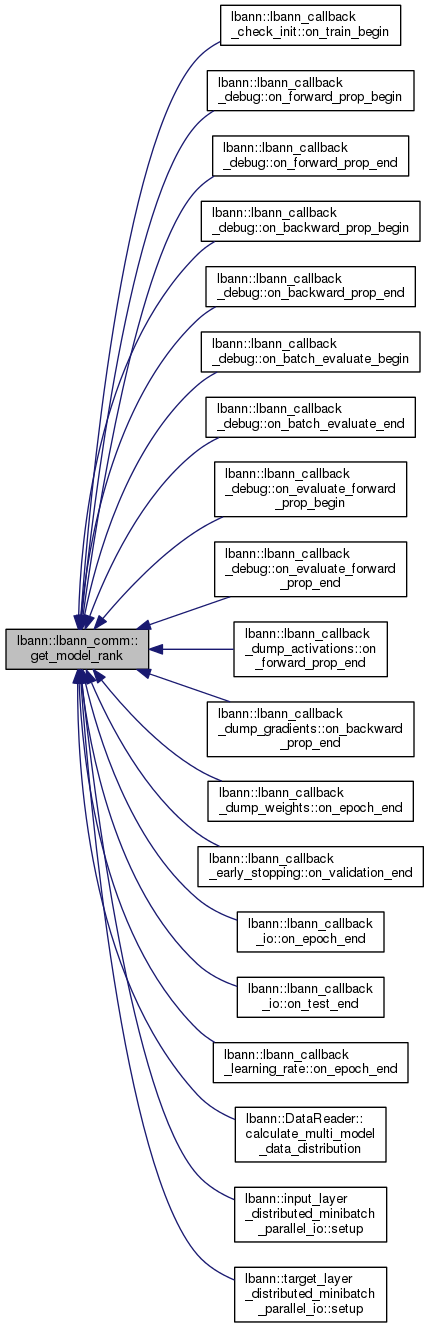 lbann::lbann_callback
_check_init::on_train_begin
lbann::lbann_callback
_debug::on_forward_prop_begin
lbann::lbann_callback
_debug::on_forward_prop_end
lbann::lbann_callback
_debug::on_backward_prop_begin
lbann::lbann_callback
_debug::on_backward_prop_end
lbann::lbann_callback
_debug::on_batch_evaluate_begin
lbann::lbann_callback
_debug::on_batch_evaluate_end
lbann::lbann_callback
_debug::on_evaluate_forward
_prop_begin
lbann::lbann_callback
_debug::on_evaluate_forward
_prop_end
lbann::lbann_comm::
get_model_rank
lbann::lbann_callback
_dump_activations::on
_forward_prop_end
lbann::lbann_callback
_dump_gradients::on_backward
_prop_end
lbann::lbann_callback
_dump_weights::on_epoch_end
lbann::lbann_callback
_early_stopping::on_validation_end
lbann::lbann_callback
_io::on_epoch_end
lbann::lbann_callback
_io::on_test_end
lbann::lbann_callback
_learning_rate::on_epoch_end
lbann::DataReader::
calculate_multi_model
_data_distribution
lbann::input_layer
_distributed_minibatch
_parallel_io::setup
lbann::target_layer
_distributed_minibatch
_parallel_io::setup